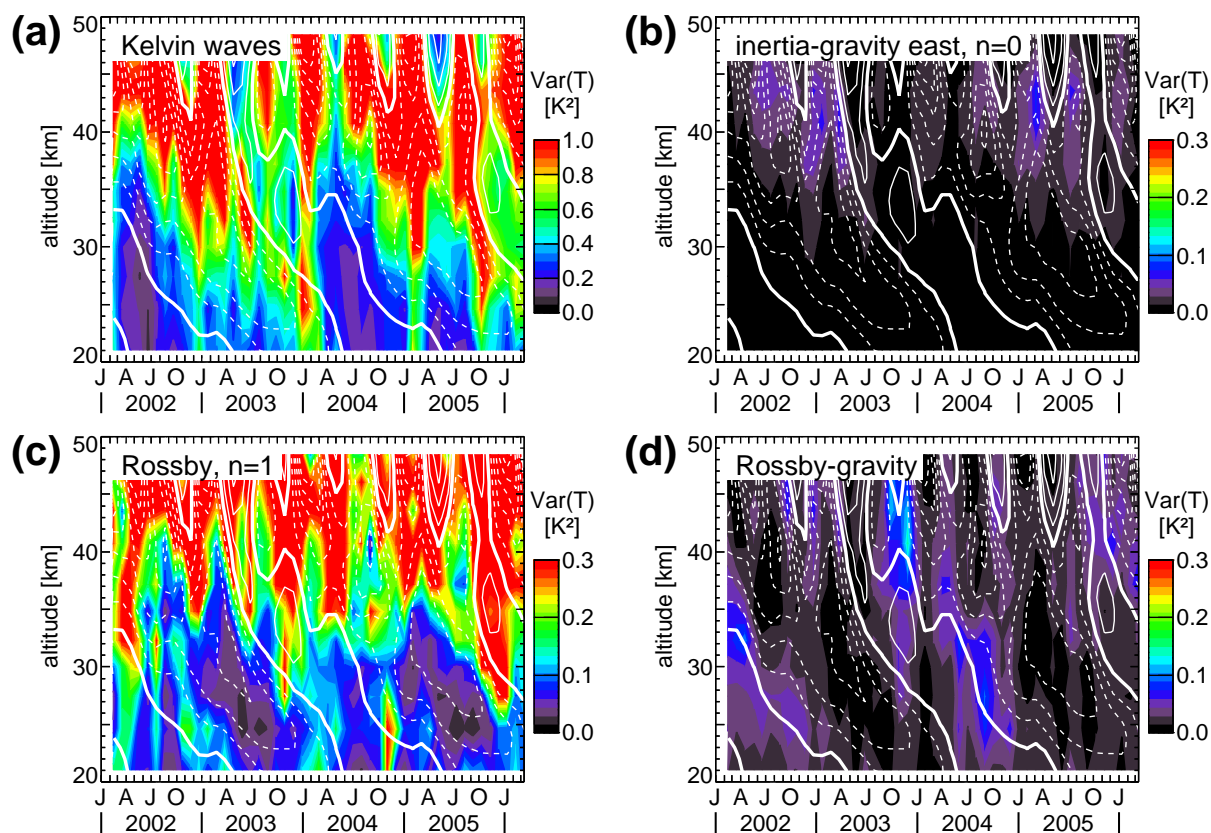 (a)
Kelvin waves
50
40
30
20
altitude [km]
Var(T)
[K²]
1.0
0.8
0.6
0.4
0.2
0.0
J A J O J A J O J A J O J A J O J
| 2002 | 2003 | 2004 | 2005 |
(b)
inertia-gravity east, n=0
50
40
30
20
altitude [km]
Var(T)
[K²]
0.3
0.2
0.1
0.0
J A J O J A J O J A J O J A J O J
| 2002 | 2003 | 2004 | 2005 |
(c)
Rossby, n=1
50
40
30
20
altitude [km]
Var(T)
[K²]
0.3
0.2
0.1
0.0
J A J O J A J O J A J O J A J O J
| 2002 | 2003 | 2004 | 2005 |
(d)
Rossby-gravity
50
40
30
20
altitude [km]
Var(T)
[K²]
0.3
0.2
0.1
0.0
J A J O J A J O J A J O J A J O J
| 2002 | 2003 | 2004 | 2005 |